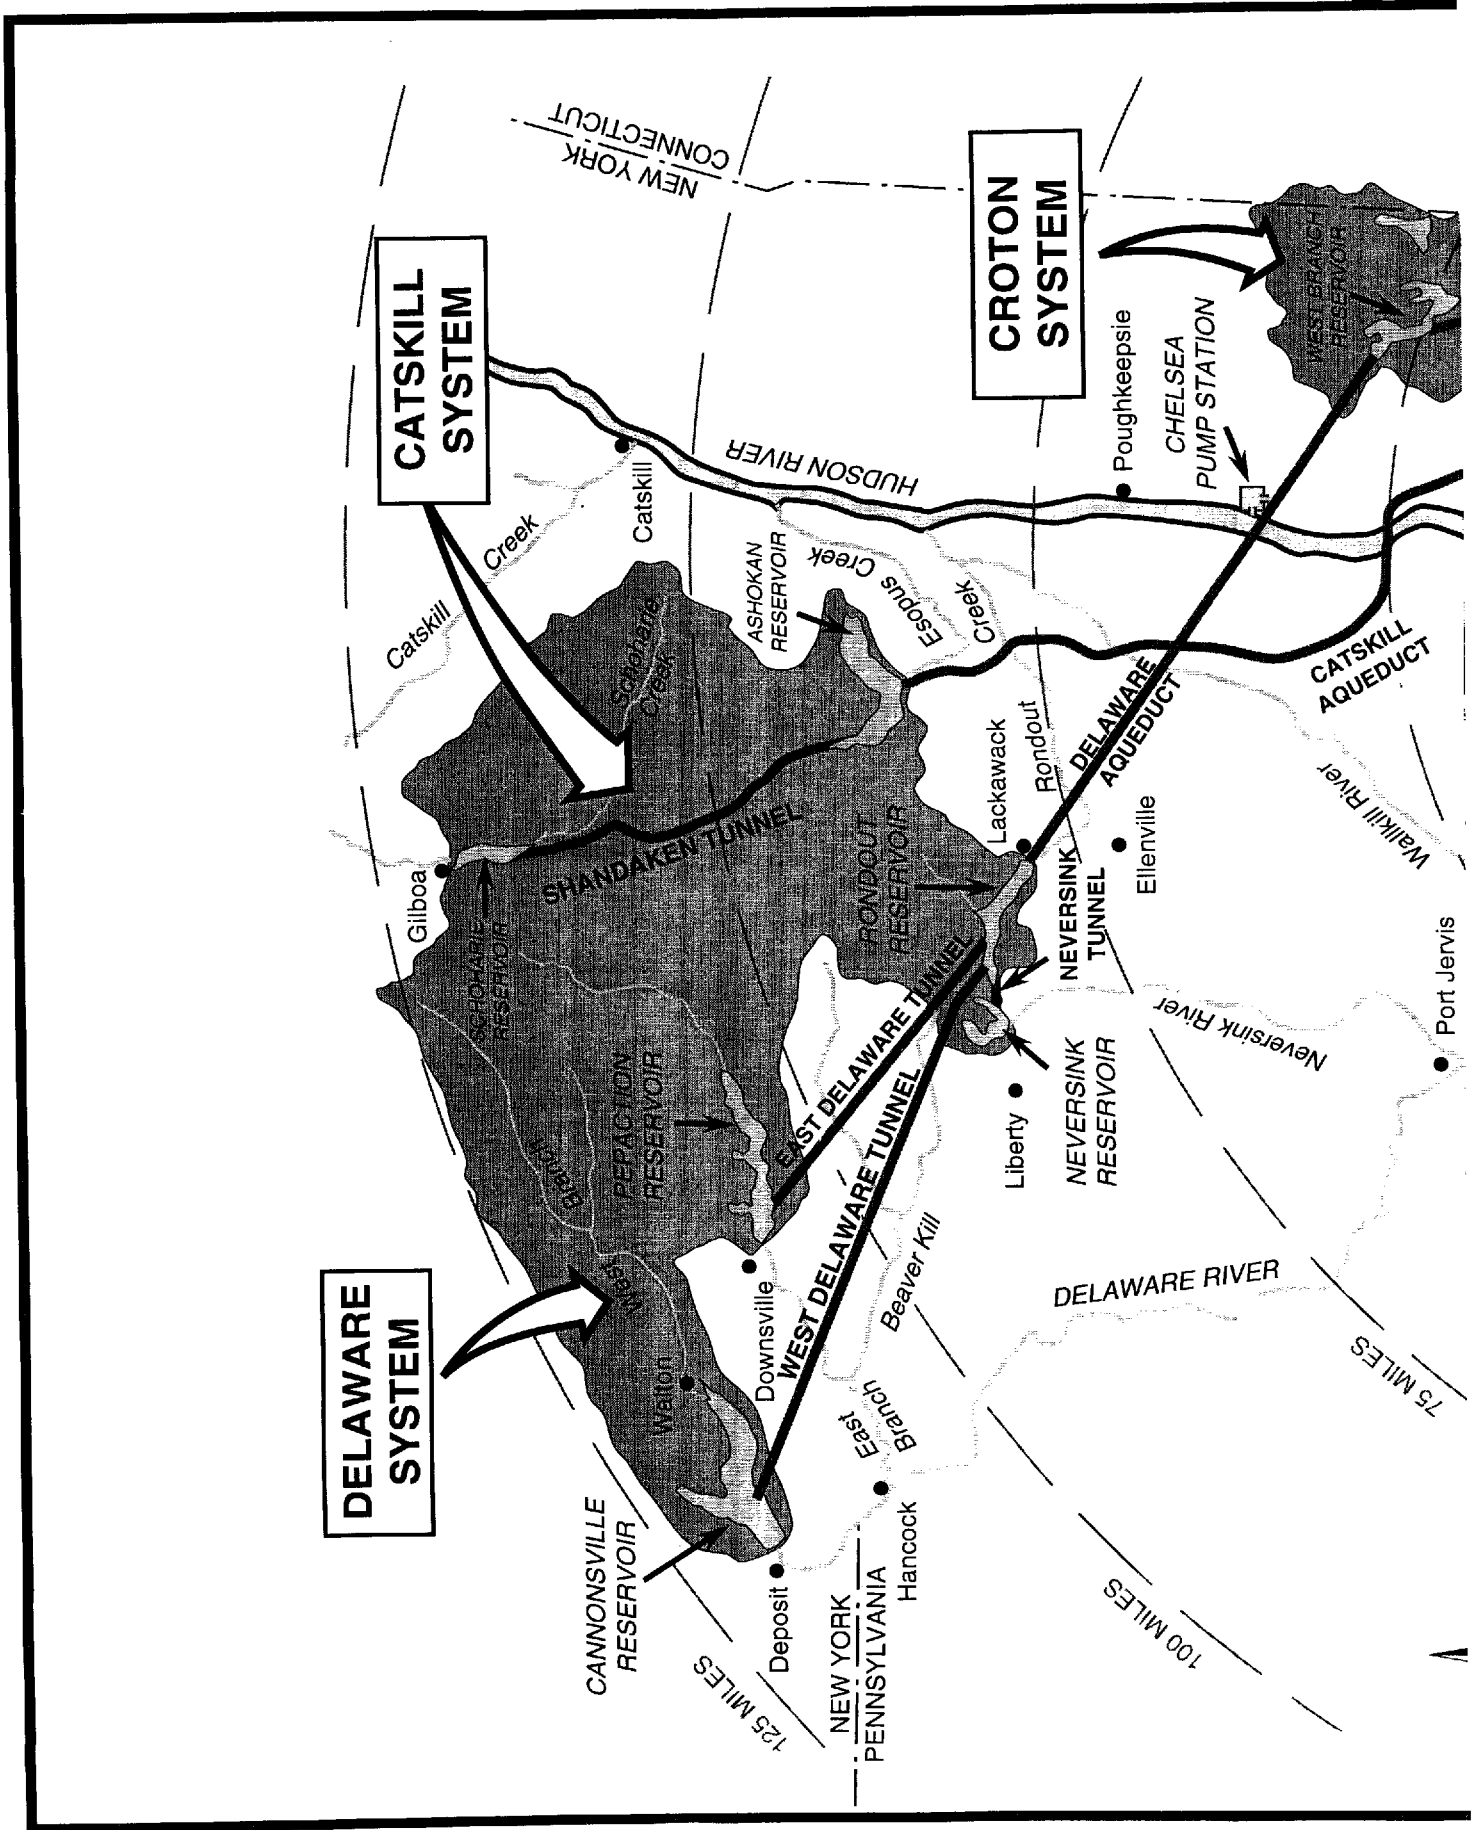 NEW YORK
CONNECTICUT
CATSKILL
SYSTEM
CROTON
SYSTEM
DELAWARE
SYSTEM
WEST BRANCH
RESERVOIR
CHELSEA
PUMP STATION
Poughkeepsie
HUDSON RIVER
Catskill
Catskill
Creek
Schoharie
Creek
ASHOKAN
RESERVOIR
Esopus
Creek
Rondout
Creek
CATSKILL
AQUEDUCT
DELAWARE
AQUEDUCT
Wallkill River
Lackawack
Ellenville
SHANDAKEN TUNNEL
Gilboa
SCHOHARIE
RESERVOIR
RONDOUT
RESERVOIR
NEVERSINK
TUNNEL
NEVERSINK
RESERVOIR
Neversink River
Port Jervis
Liberty
EAST DELAWARE TUNNEL
WEST DELAWARE TUNNEL
PEPACTION
RESERVOIR
West
Branch
Walton
Downsville
Beaver Kill
East
Branch
DELAWARE RIVER
CANNONSVILLE
RESERVOIR
Deposit
Hancock
NEW YORK
PENNSYLVANIA
75 MILES
100 MILES
125 MILES